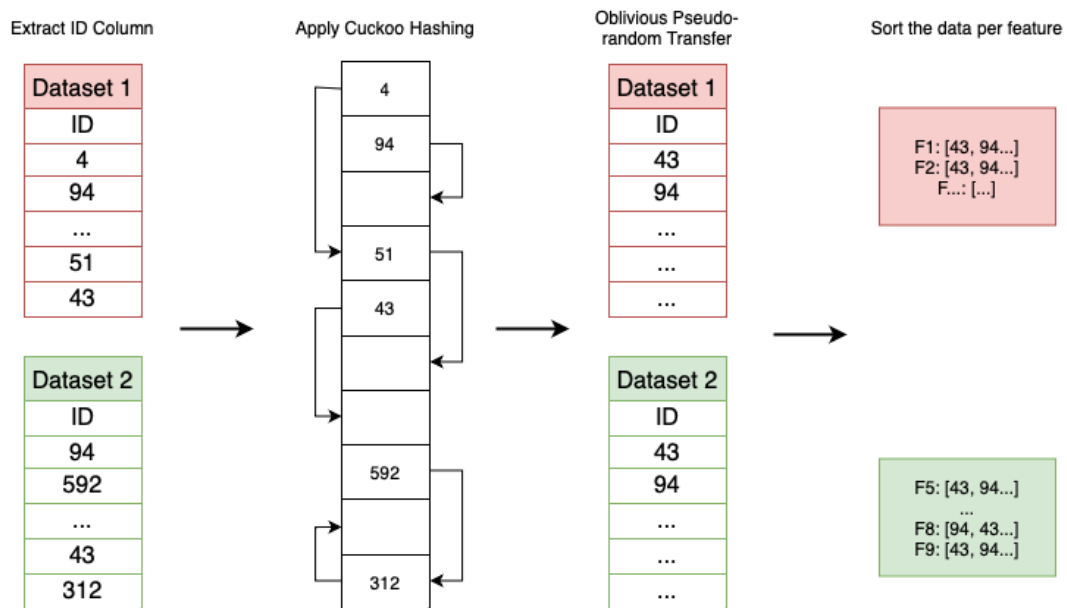 Extract ID Column
Apply Cuckoo Hashing
Oblivious Pseudo-
random Transfer
Sort the data per feature
Dataset 1
ID
4
94
...
51
43
Dataset 2
ID
94
592
...
43
312
4
94
51
43
592
312
Dataset 1
ID
43
94
...
...
...
Dataset 2
ID
43
94
...
...
...
F1: [43, 94...]
F2: [43, 94...]
F...: [...]
F5: [43, 94...]
...
F8: [94, 43...]
F9: [43, 94...]